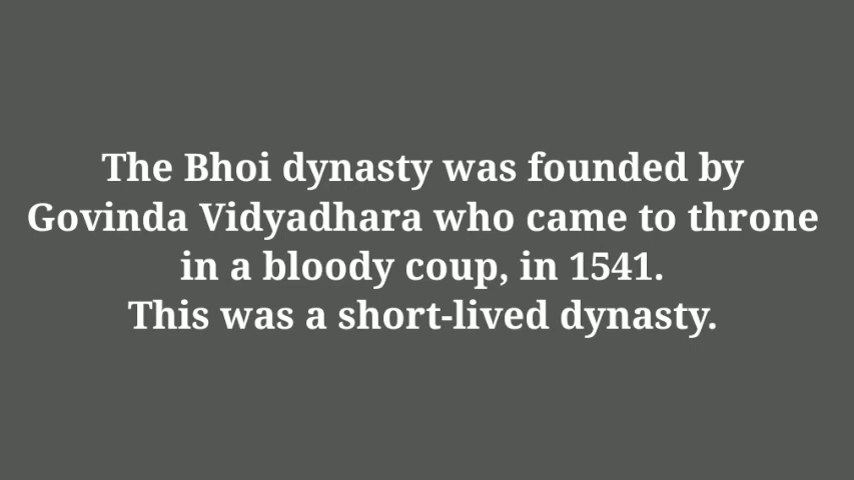 The Bhoi dynasty was founded by
Govinda Vidyadhara who came to throne
in a bloody coup, in 1541.
This was a short-lived dynasty.